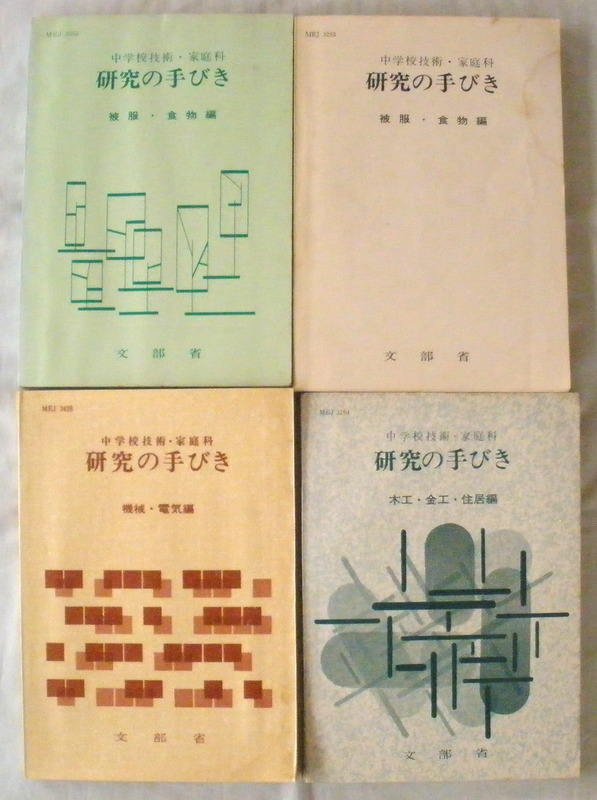 中学校技術・家庭科
研究の手びき
被服・食物編
文部省
MEJ 3253
中学校技術・家庭科
研究の手びき
被服・食物編
文部省
中学校技術・家庭科
研究の手びき
機械・電気編
文部省
MEJ 3254
中学校技術・家庭科
研究の手びき
木工・金工・住居編
文部省